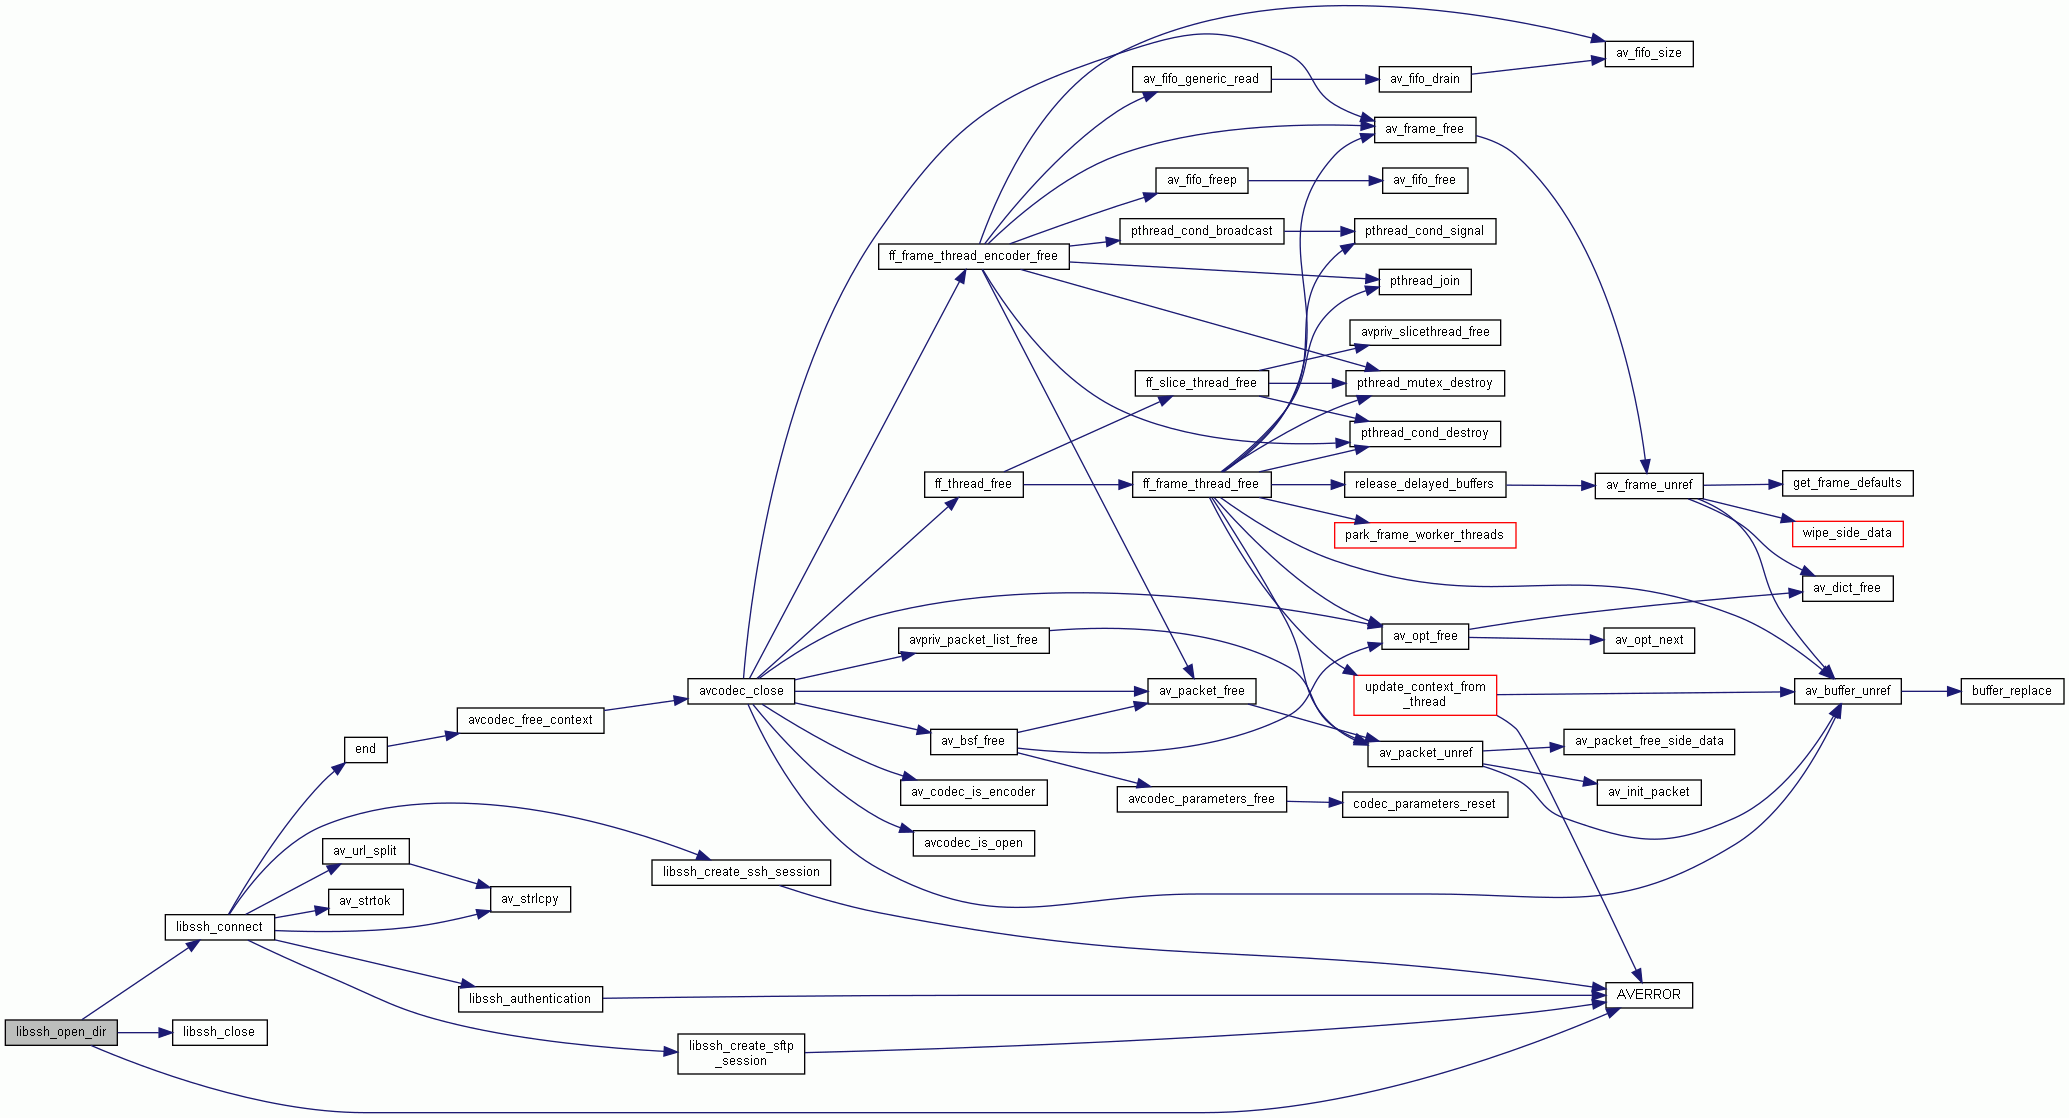 av_fifo_size
av_fifo_generic_read
av_fifo_drain
av_frame_free
av_fifo_freep
av_fifo_free
pthread_cond_broadcast
pthread_cond_signal
ff_frame_thread_encoder_free
pthread_join
avpriv_slicethread_free
ff_slice_thread_free
pthread_mutex_destroy
pthread_cond_destroy
ff_thread_free
ff_frame_thread_free
release_delayed_buffers
av_frame_unref
get_frame_defaults
park_frame_worker_threads
wipe_side_data
av_dict_free
avpriv_packet_list_free
av_opt_free
av_opt_next
avcodec_close
av_packet_free
update_context_from
_thread
av_buffer_unref
buffer_replace
avcodec_free_context
end
av_bsf_free
av_packet_unref
av_packet_free_side_data
av_codec_is_encoder
avcodec_parameters_free
codec_parameters_reset
av_init_packet
avcodec_is_open
av_url_split
libssh_create_ssh_session
av_strtok
av_strlcpy
libssh_connect
libssh_authentication
AVERROR
libssh_open_dir
libssh_close
libssh_create_sftp
_session